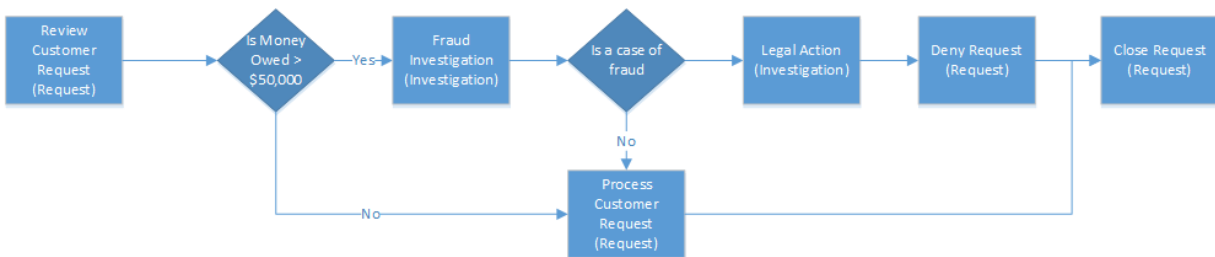 Review
Customer
Request
(Request)
Is Money
Owed >
$50,000
Yes
Fraud
Investigation
(Investigation)
Is a case of
fraud
Legal Action
(Investigation)
Deny Request
(Request)
Close Request
(Request)
No
Process
Customer
Request
(Request)
No